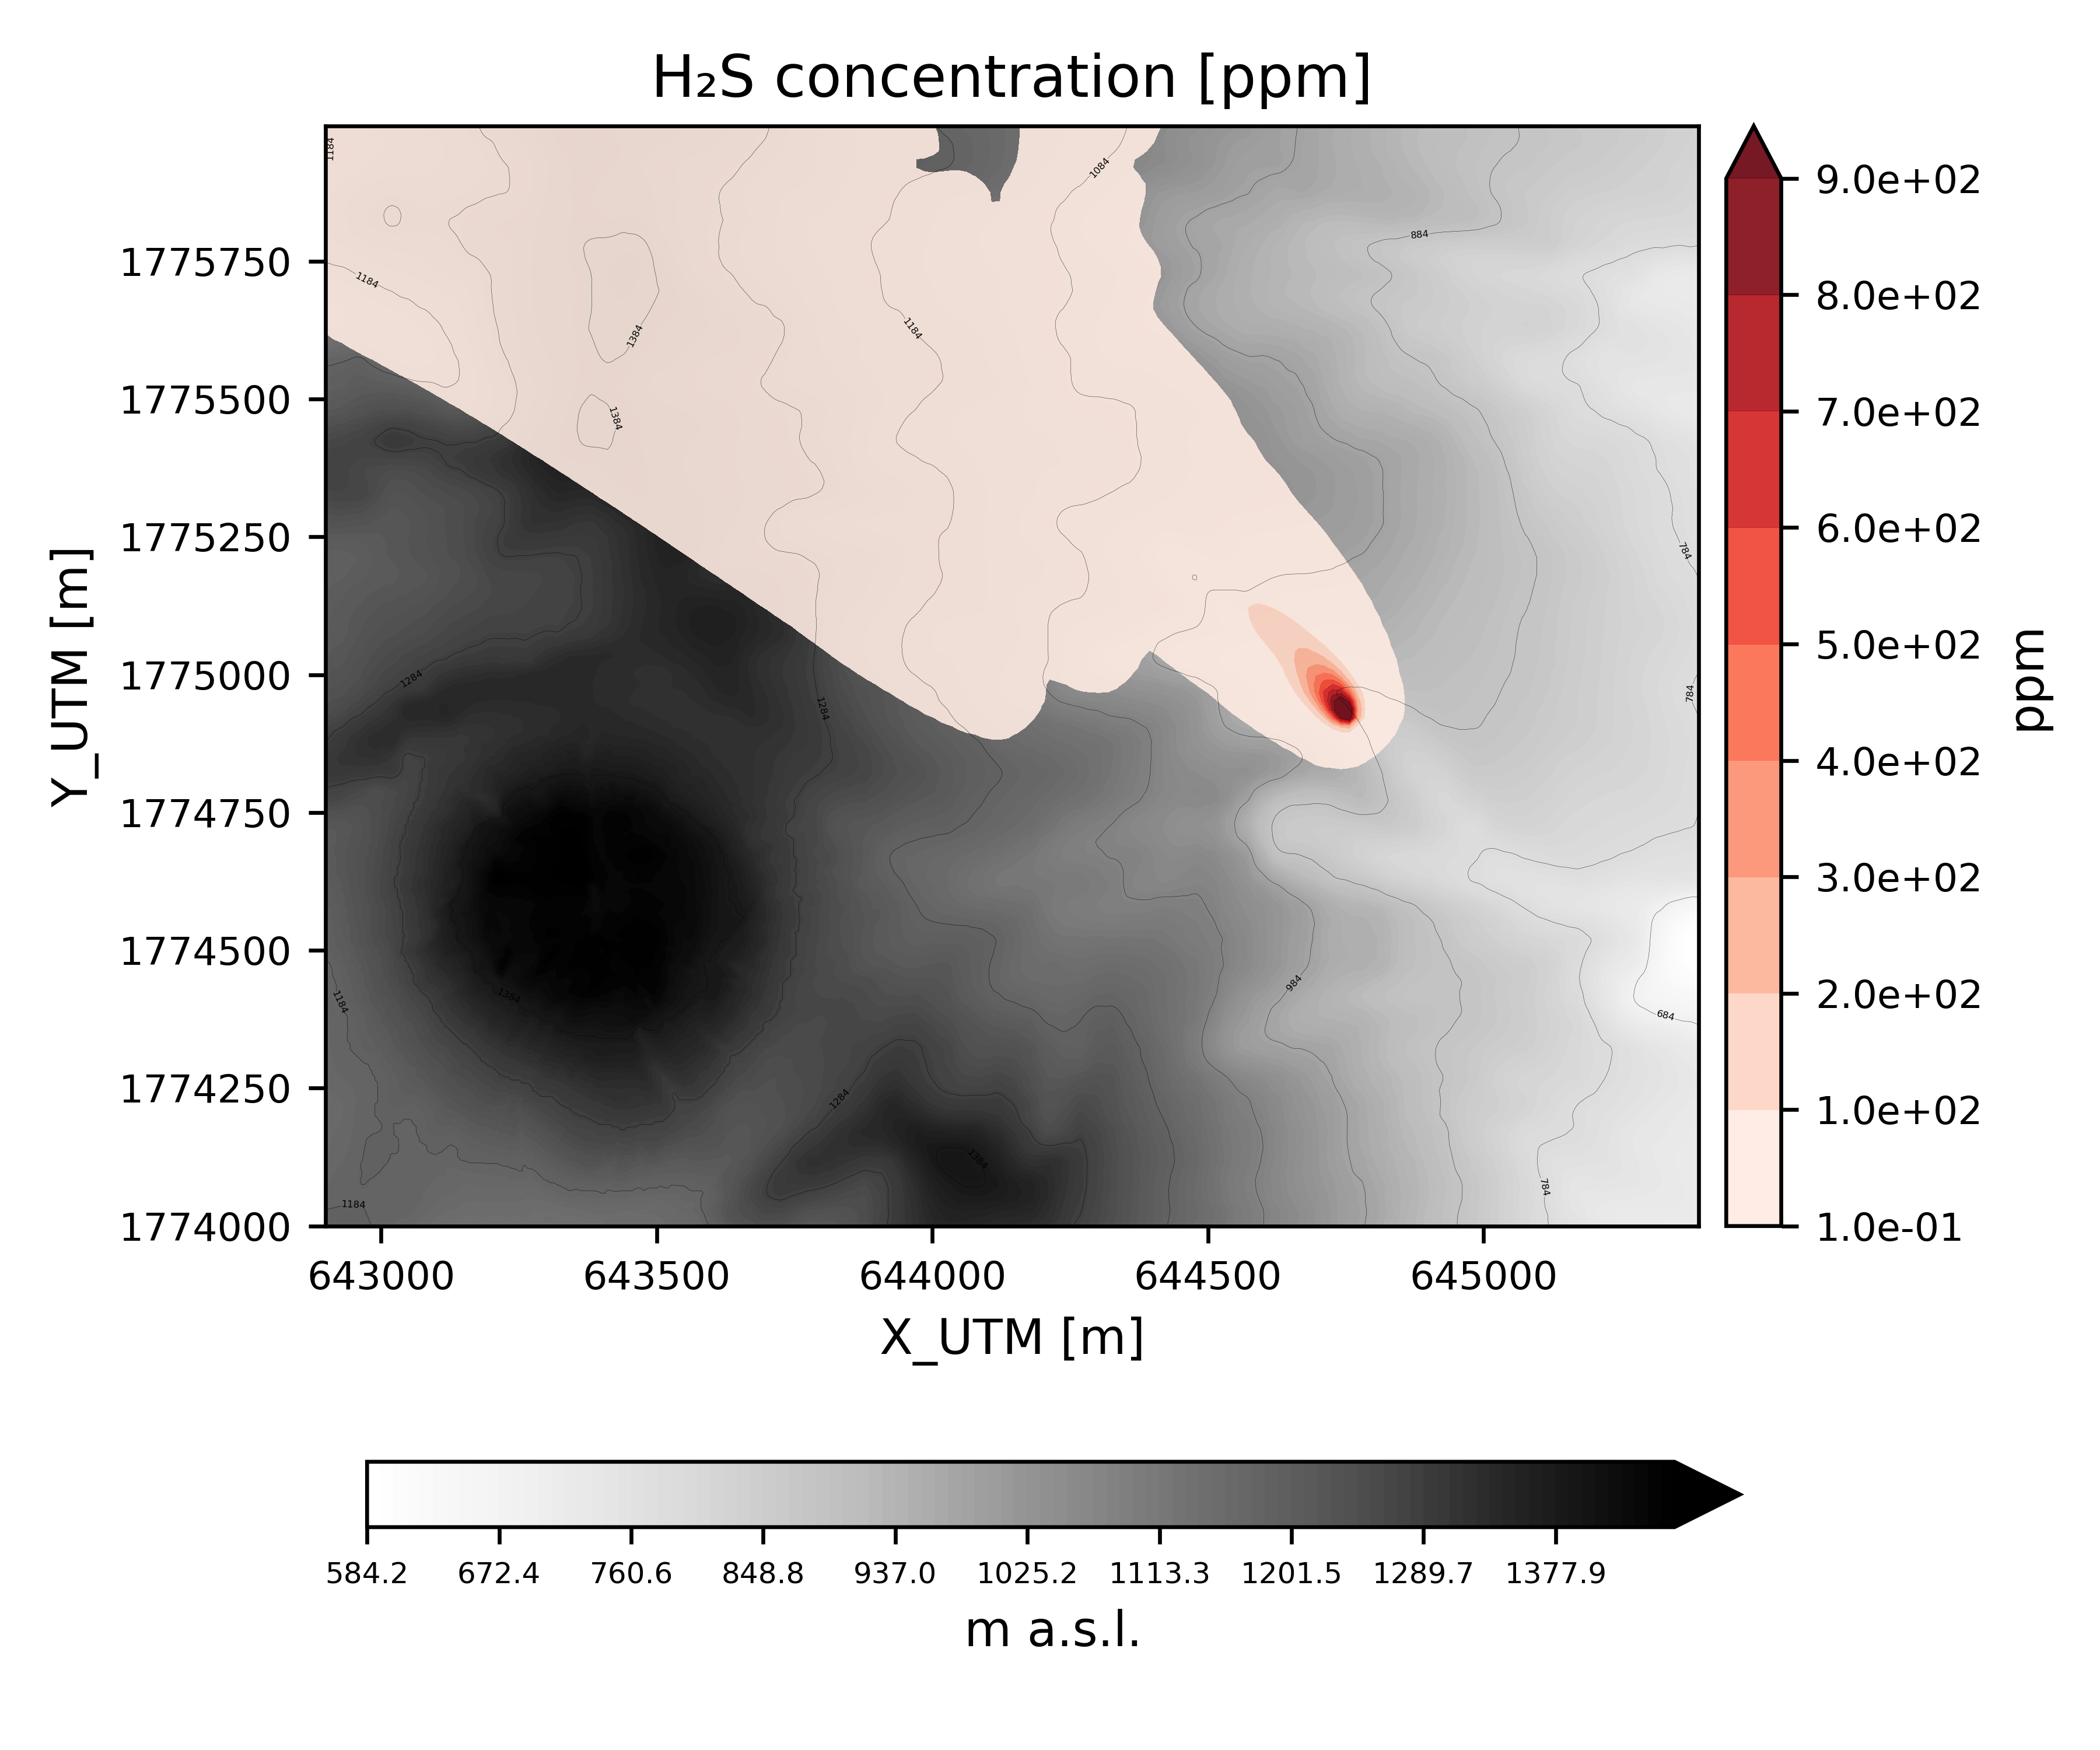 H₂S concentration [ppm]
1184
1084
9.0e+02
884
8.0e+02
1775750
1184
1184
1384
7.0e+02
1775500
1384
6.0e+02
1775250
784
5.0e+02
Y_UTM [m]
ppm
1775000
1284
784
1284
4.0e+02
1774750
3.0e+02
1774500
984
2.0e+02
1384
1184
684
1774250
1284
1.0e+02
1384
784
1184
1774000
1.0e-01
643000 643500 644000 644500 645000
X_UTM [m]
584.2 672.4 760.6 848.8 937.0 1025.2 1113.3 1201.5 1289.7 1377.9
m a.s.l.